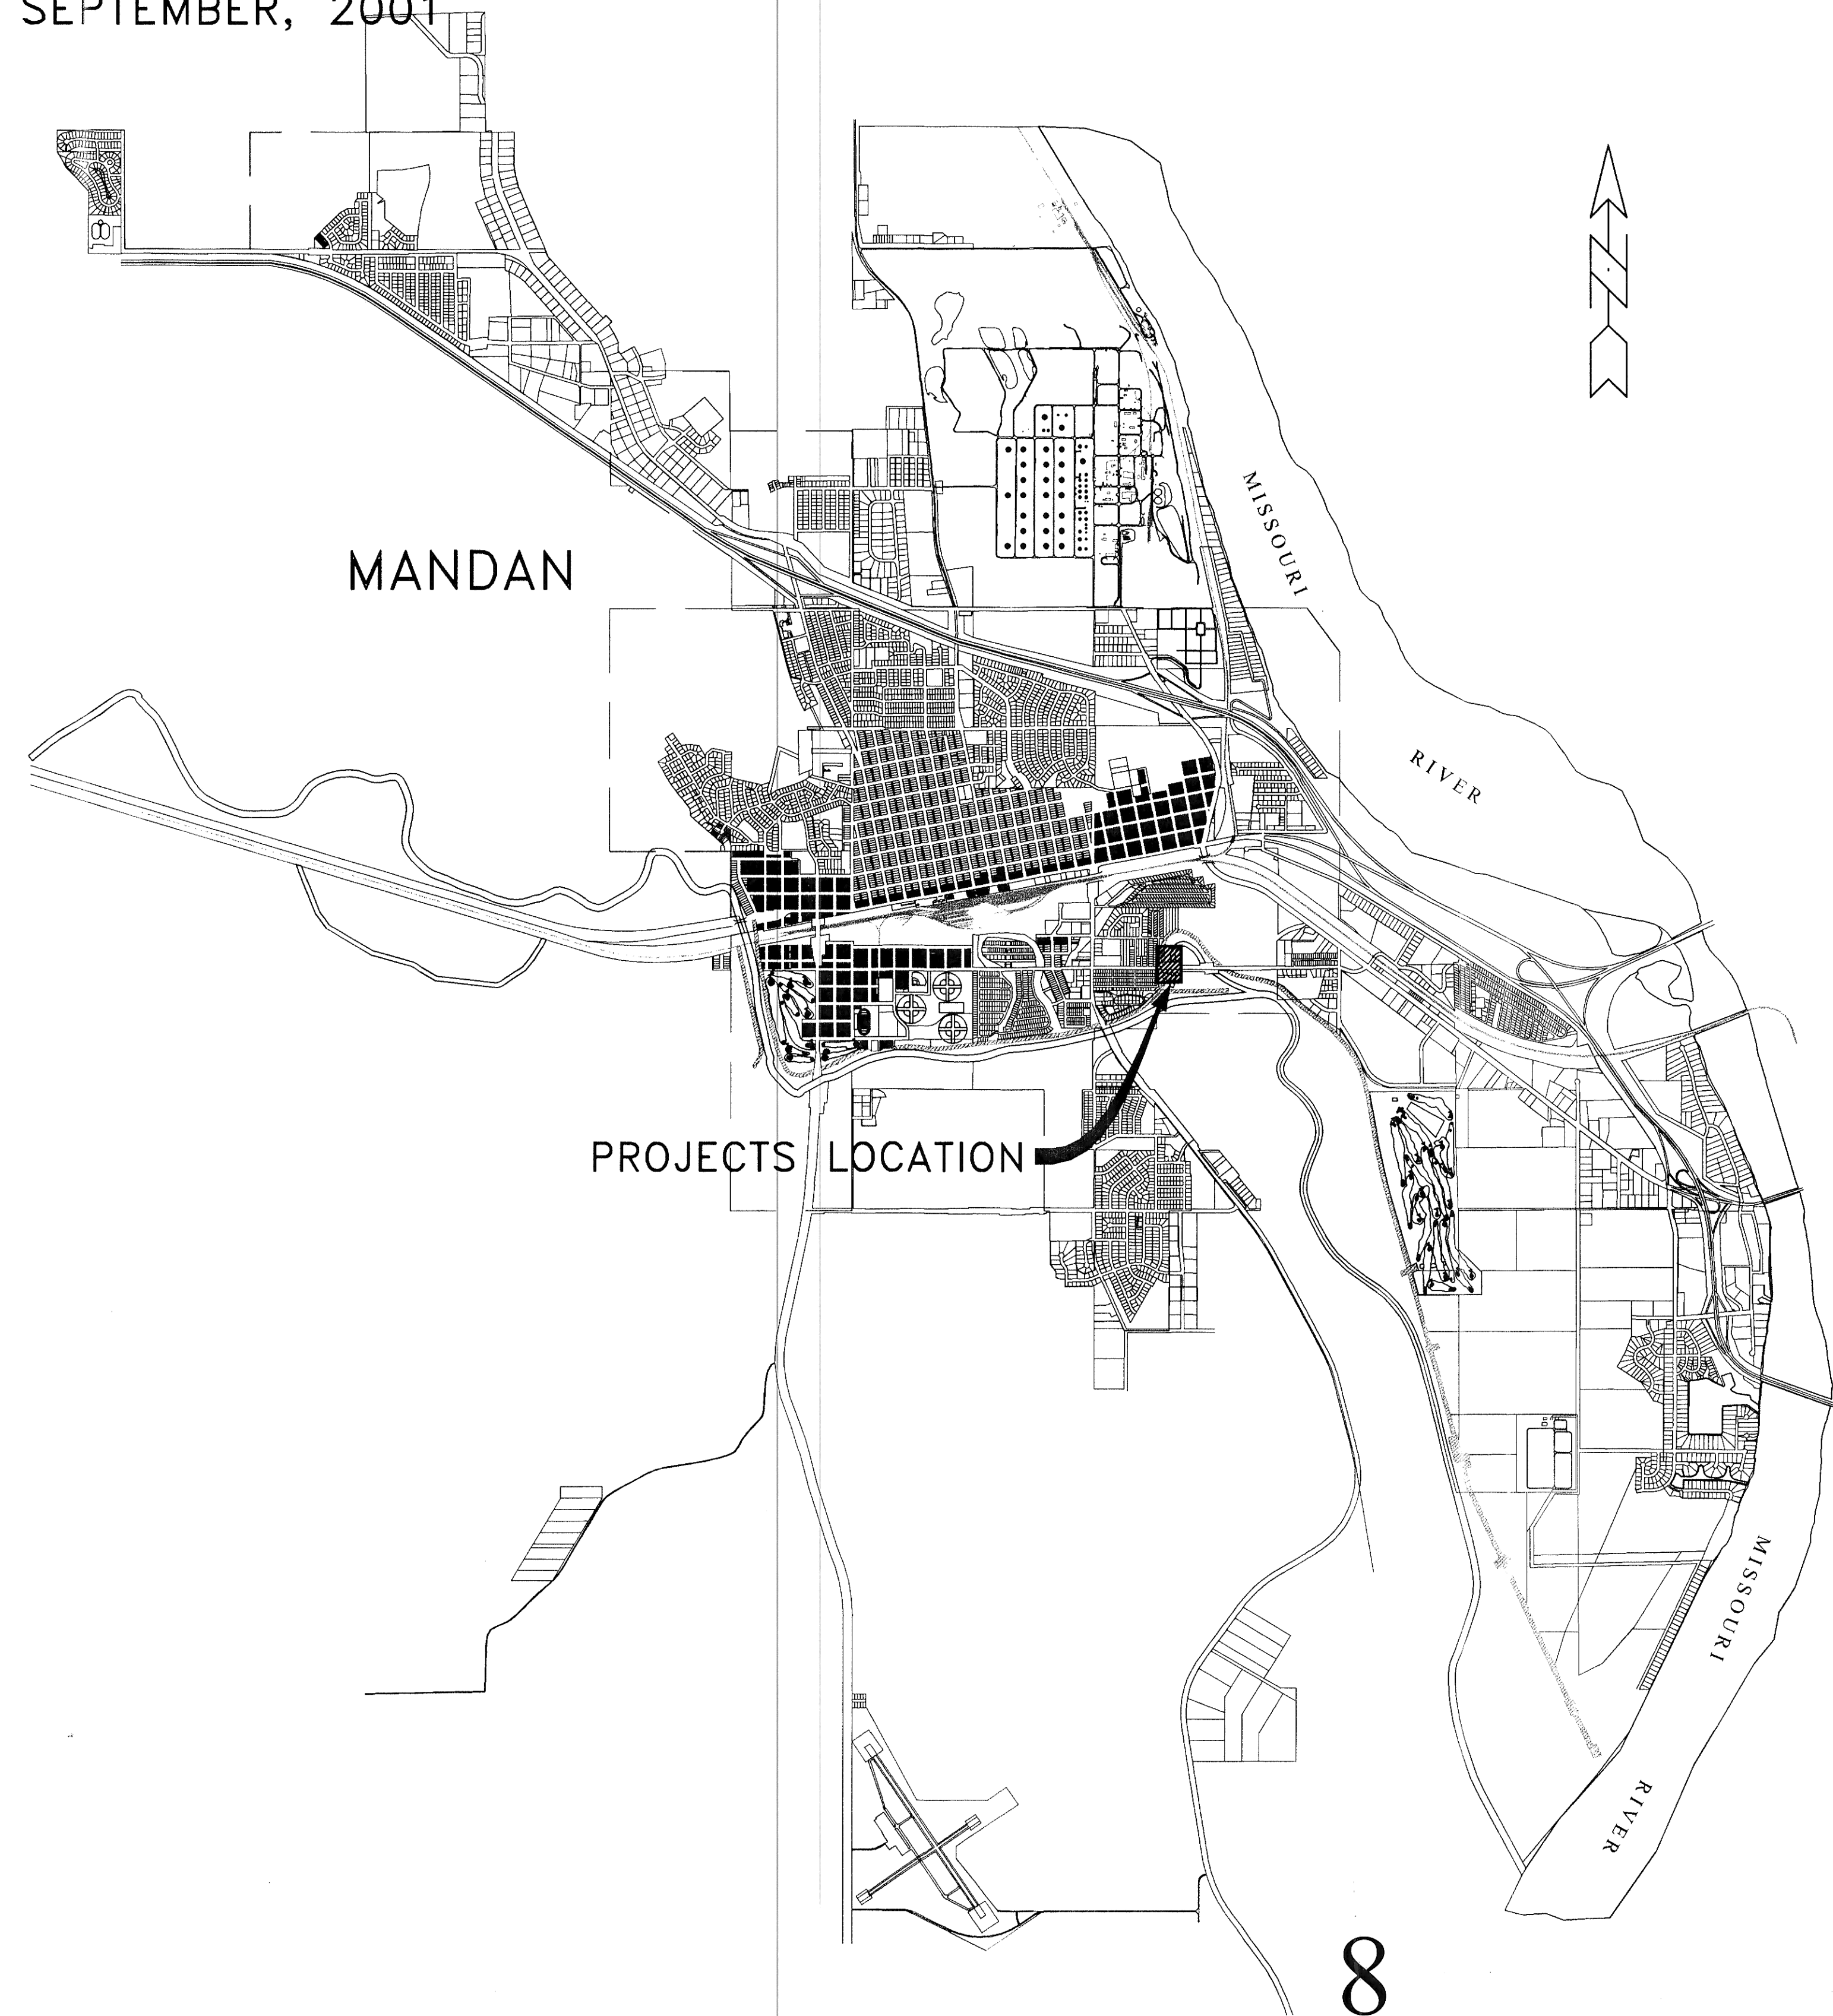 SEPTEMBER, 2001
N
MISSOURI
MANDAN
RIVER
PROJECTS LOCATION
MISSOURI
RIVER
8